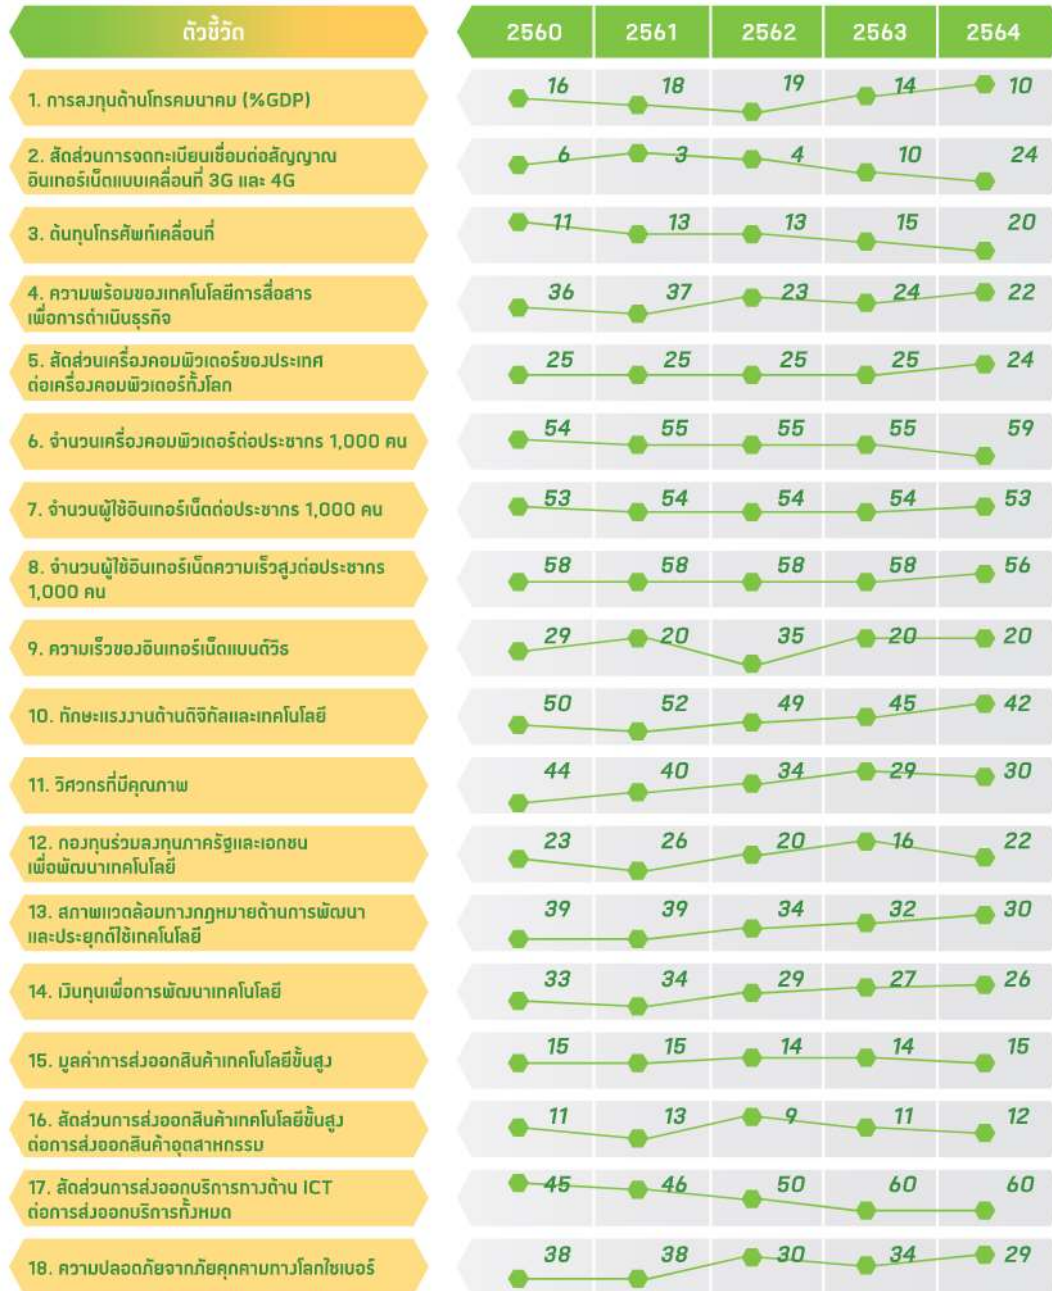 ตัวชี้วัด 2560 2561 2562 2563 2564
1. การลงทุนด้านโทรคมนาคม (%GDP) 16 18 19 14 10
2. สัดส่วนการจดทะเบียนเชื่อมต่อสัญญาณ
อินเทอร์เน็ตแบบเคลื่อนที่ 3G และ 4G 6 3 4 10 24
3. ต้นทุนโทรศัพท์เคลื่อนที่ 11 13 13 15 20
4. ความพร้อมของเทคโนโลยีการสื่อสาร
เพื่อการดำเนินธุรกิจ 36 37 23 24 22
5. สัดส่วนเครื่องคอมพิวเตอร์ของประเทศ
ต่อเครื่องคอมพิวเตอร์ทั้งโลก 25 25 25 25 24
6. จำนวนเครื่องคอมพิวเตอร์ต่อประชากร 1,000 คน 54 55 55 55 59
7. จำนวนผู้ใช้อินเทอร์เน็ตต่อประชากร 1,000 คน 53 54 54 54 53
8. จำนวนผู้ใช้อินเทอร์เน็ตความเร็วสูงต่อประชากร
1,000 คน 58 58 58 58 56
9. ความเร็วของอินเทอร์เน็ตแบนด์วิธ 29 20 35 20 20
10. ทักษะแรงงานด้านดิจิทัลและเทคโนโลยี 50 52 49 45 42
11. วิศวกรที่มีคุณภาพ 44 40 34 29 30
12. กองทุนร่วมลงทุนภาครัฐและเอกชน
เพื่อพัฒนาเทคโนโลยี 23 26 20 16 22
13. สภาพแวดล้อมทางกฎหมายด้านการพัฒนา
และประยุกต์ใช้เทคโนโลยี 39 39 34 32 30
14. เงินทุนเพื่อการพัฒนาเทคโนโลยี 33 34 29 27 26
15. มูลค่าการส่งออกสินค้าเทคโนโลยีขั้นสูง 15 15 14 14 15
16. สัดส่วนการส่งออกสินค้าเทคโนโลยีขั้นสูง
ต่อการส่งออกสินค้าอุตสาหกรรม 11 13 9 11 12
17. สัดส่วนการส่งออกบริการทางด้าน ICT
ต่อการส่งออกบริการทั้งหมด 45 46 50 60 60
18. ความปลอดภัยจากภัยคุกคามทางโลกไซเบอร์ 38 38 30 34 29